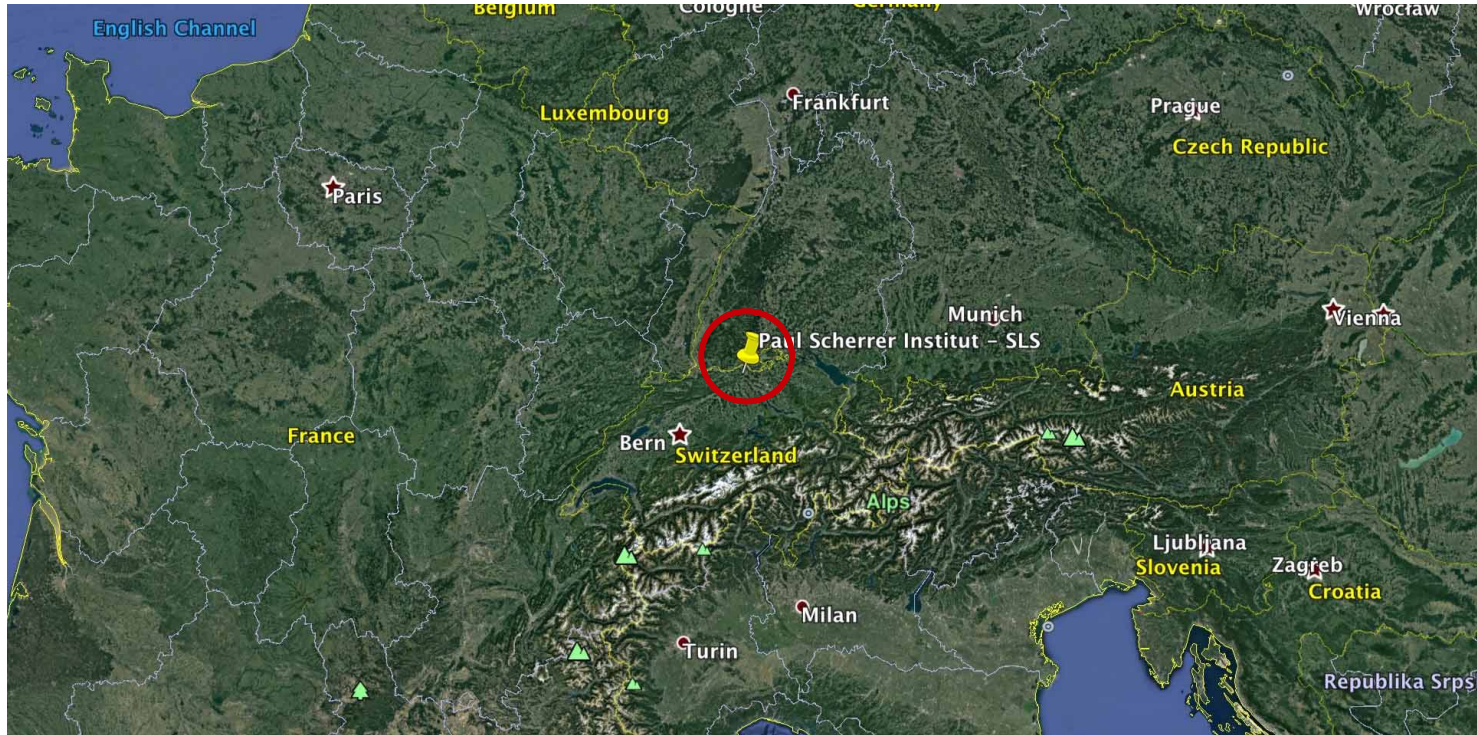 Belgium
Cologne
Germany
Wrocław
English Channel
Frankfurt
Luxembourg
Prague
Czech Republic
Paris
Munich
Vienna
Paul Scherrer Institut – SLS
Austria
France
Bern
Switzerland
Alps
Ljubljana
Slovenia
Zagreb
Croatia
Milan
Turin
Republika Srps